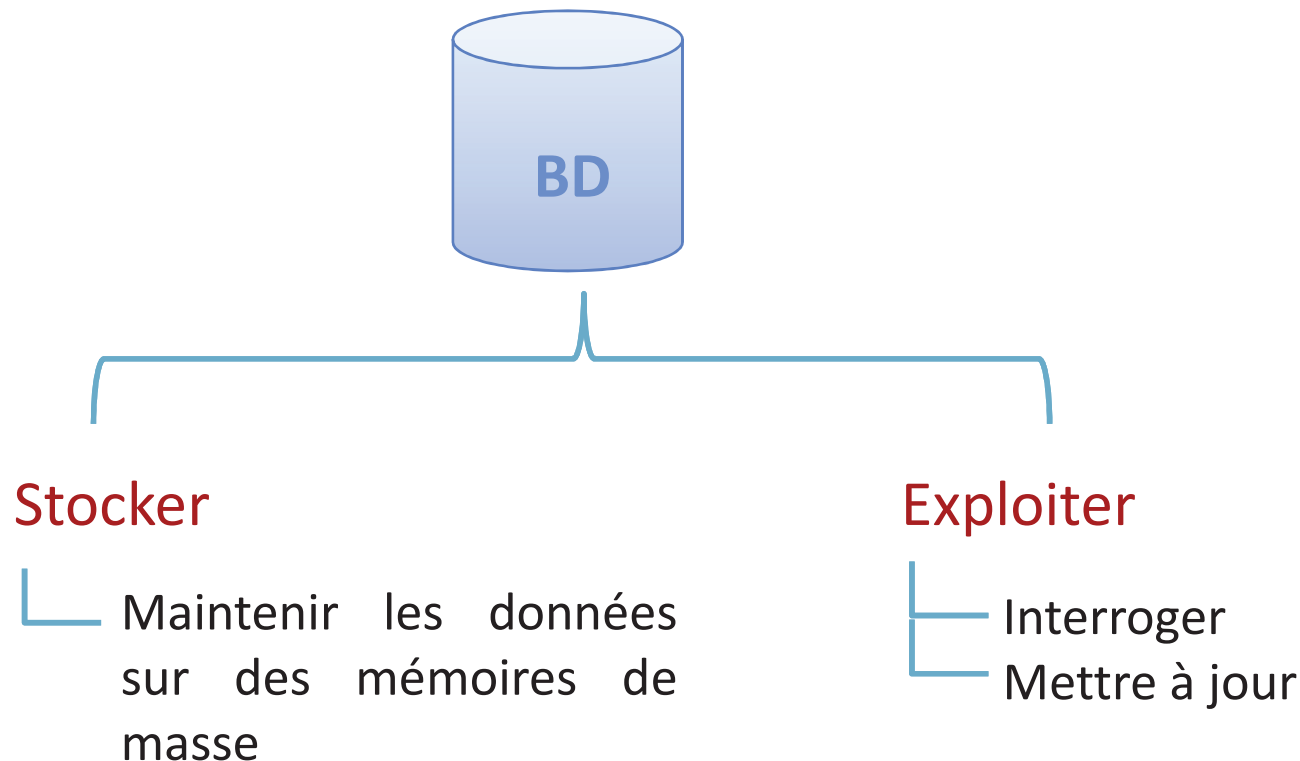 BD
Stocker
Maintenir les données
sur des mémoires de
masse
Exploiter
Interroger
Mettre à jour